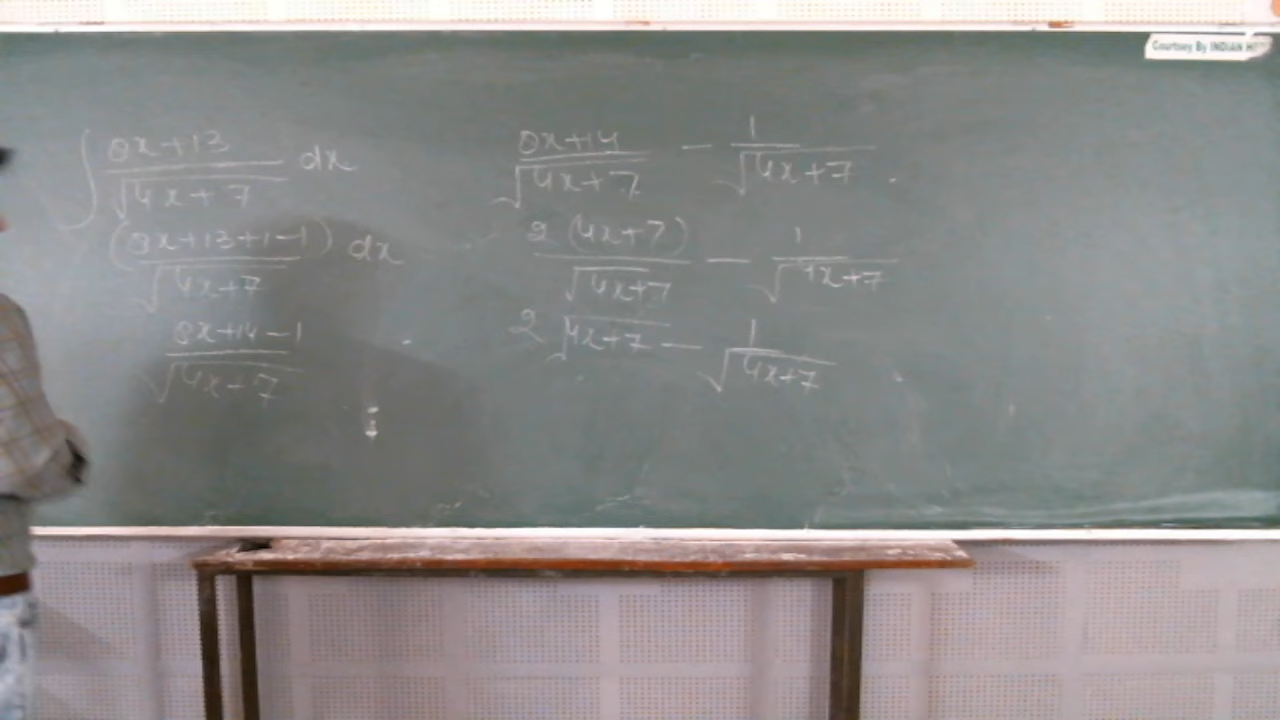 ∫ (8x+13)/√(4x+7) dx
(8x+13+1-1)/√(4x+7) dx
(8x+14-1)/√(4x+7)
(8x+14)/√(4x+7) - 1/√(4x+7)
2(4x+7)/√(4x+7) - 1/√(4x+7)
2√(4x+7) - 1/√(4x+7)
Courtsey By INDIAN